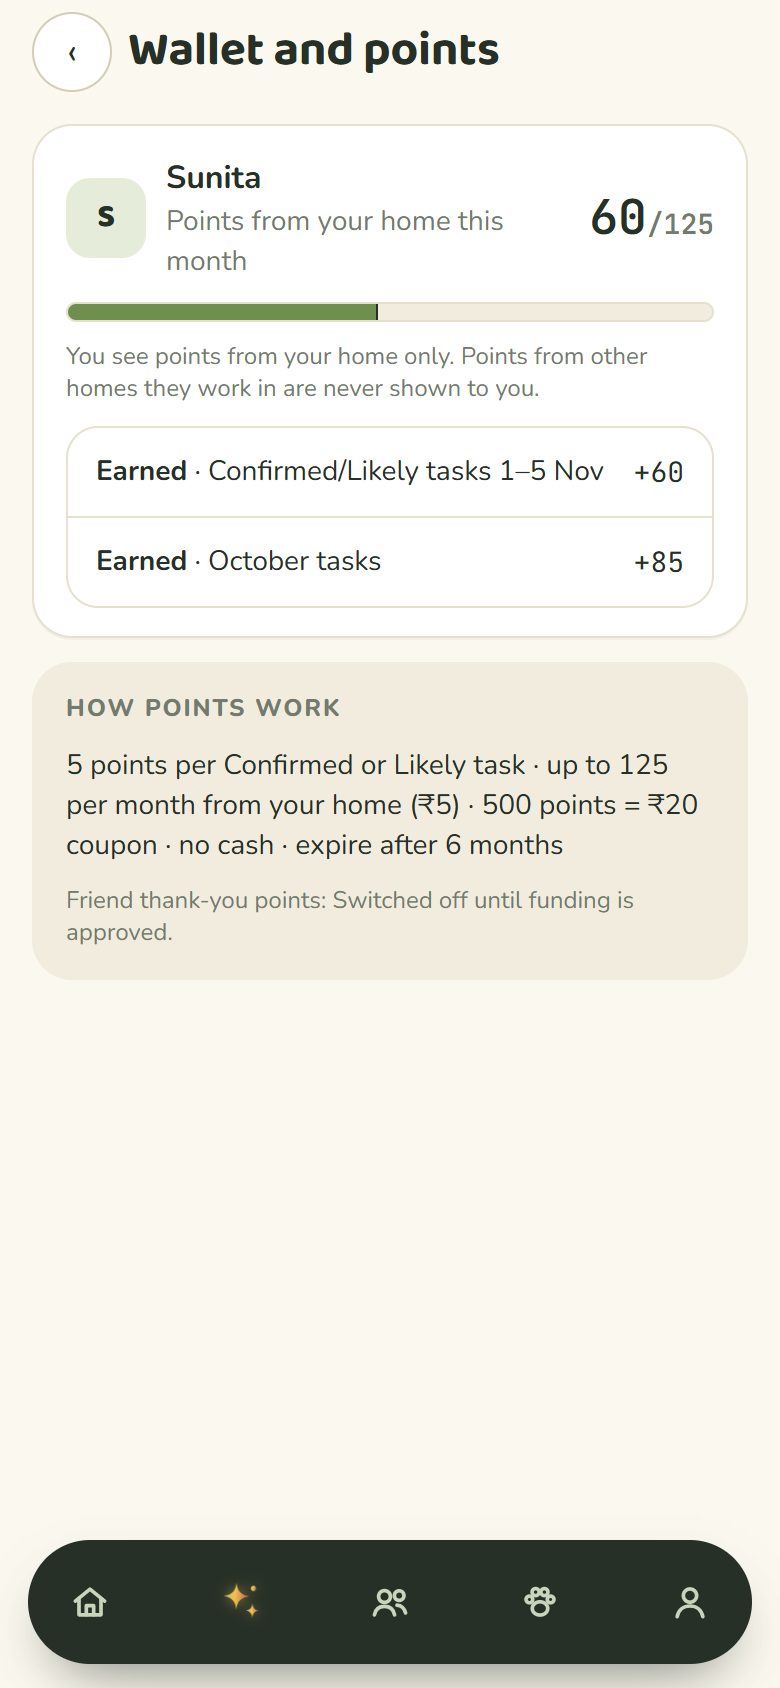 ‹
Wallet and points
S
Sunita
Points from your home this
month
60/125
You see points from your home only. Points from other
homes they work in are never shown to you.
Earned · Confirmed/Likely tasks 1–5 Nov +60
Earned · October tasks +85
HOW POINTS WORK
5 points per Confirmed or Likely task · up to 125
per month from your home (₹5) · 500 points = ₹20
coupon · no cash · expire after 6 months
Friend thank-you points: Switched off until funding is
approved.